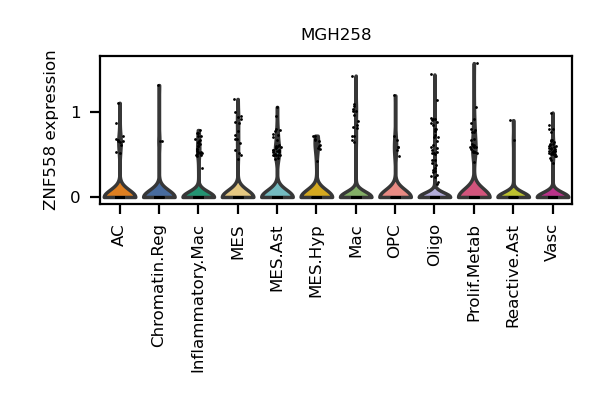 MGH258
ZNF558 expression
1
0
AC
Chromatin.Reg
Inflammatory.Mac
MES
MES.Ast
MES.Hyp
Mac
OPC
Oligo
Prolif.Metab
Reactive.Ast
Vasc